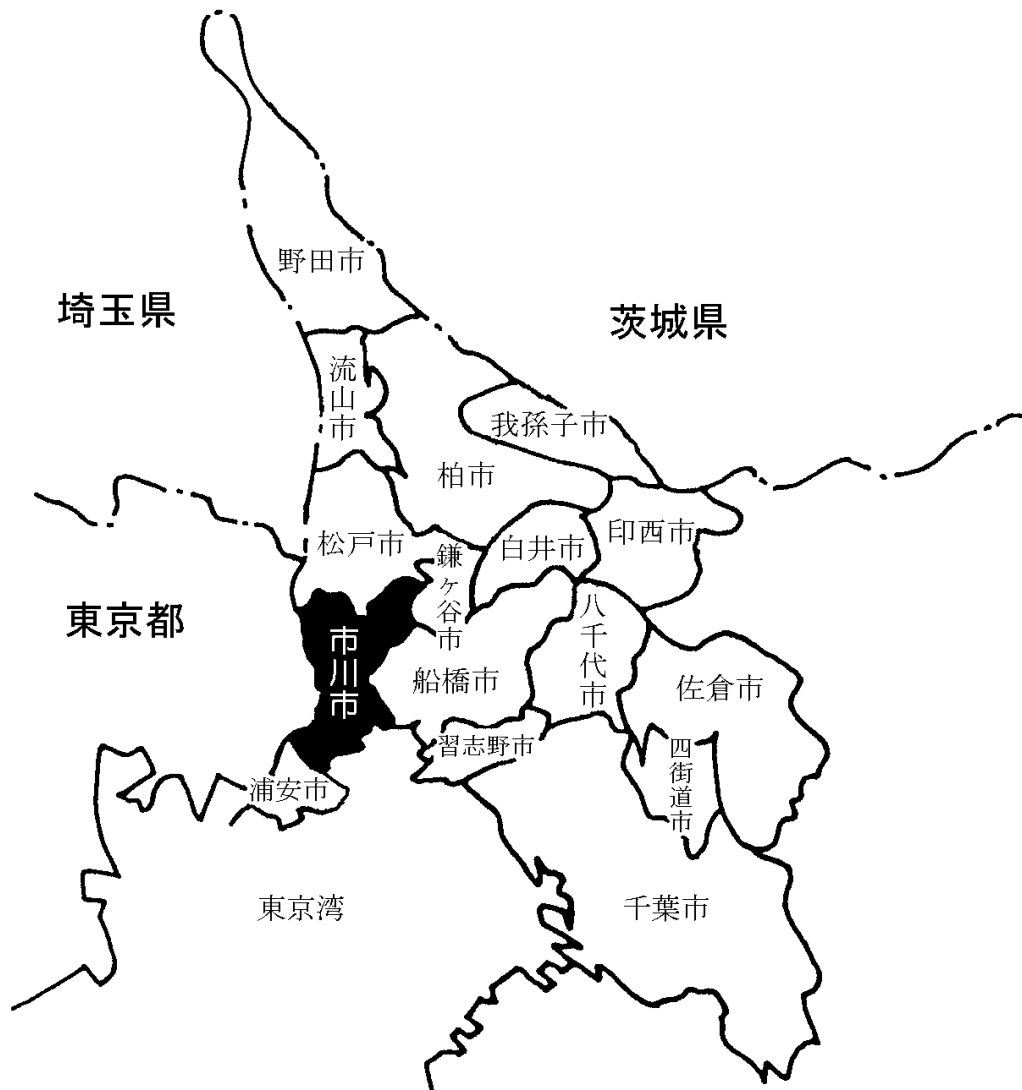 野田市
埼玉県
茨城県
流山市
我孫子市
柏市
印西市
松戸市
鎌ヶ谷市
白井市
東京都
市川市
八千代市
船橋市
佐倉市
習志野市
四街道市
浦安市
東京湾
千葉市